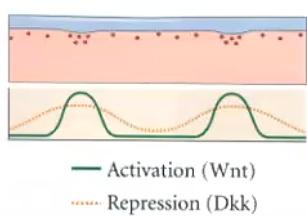 Activation (Wnt)
Repression (Dkk)